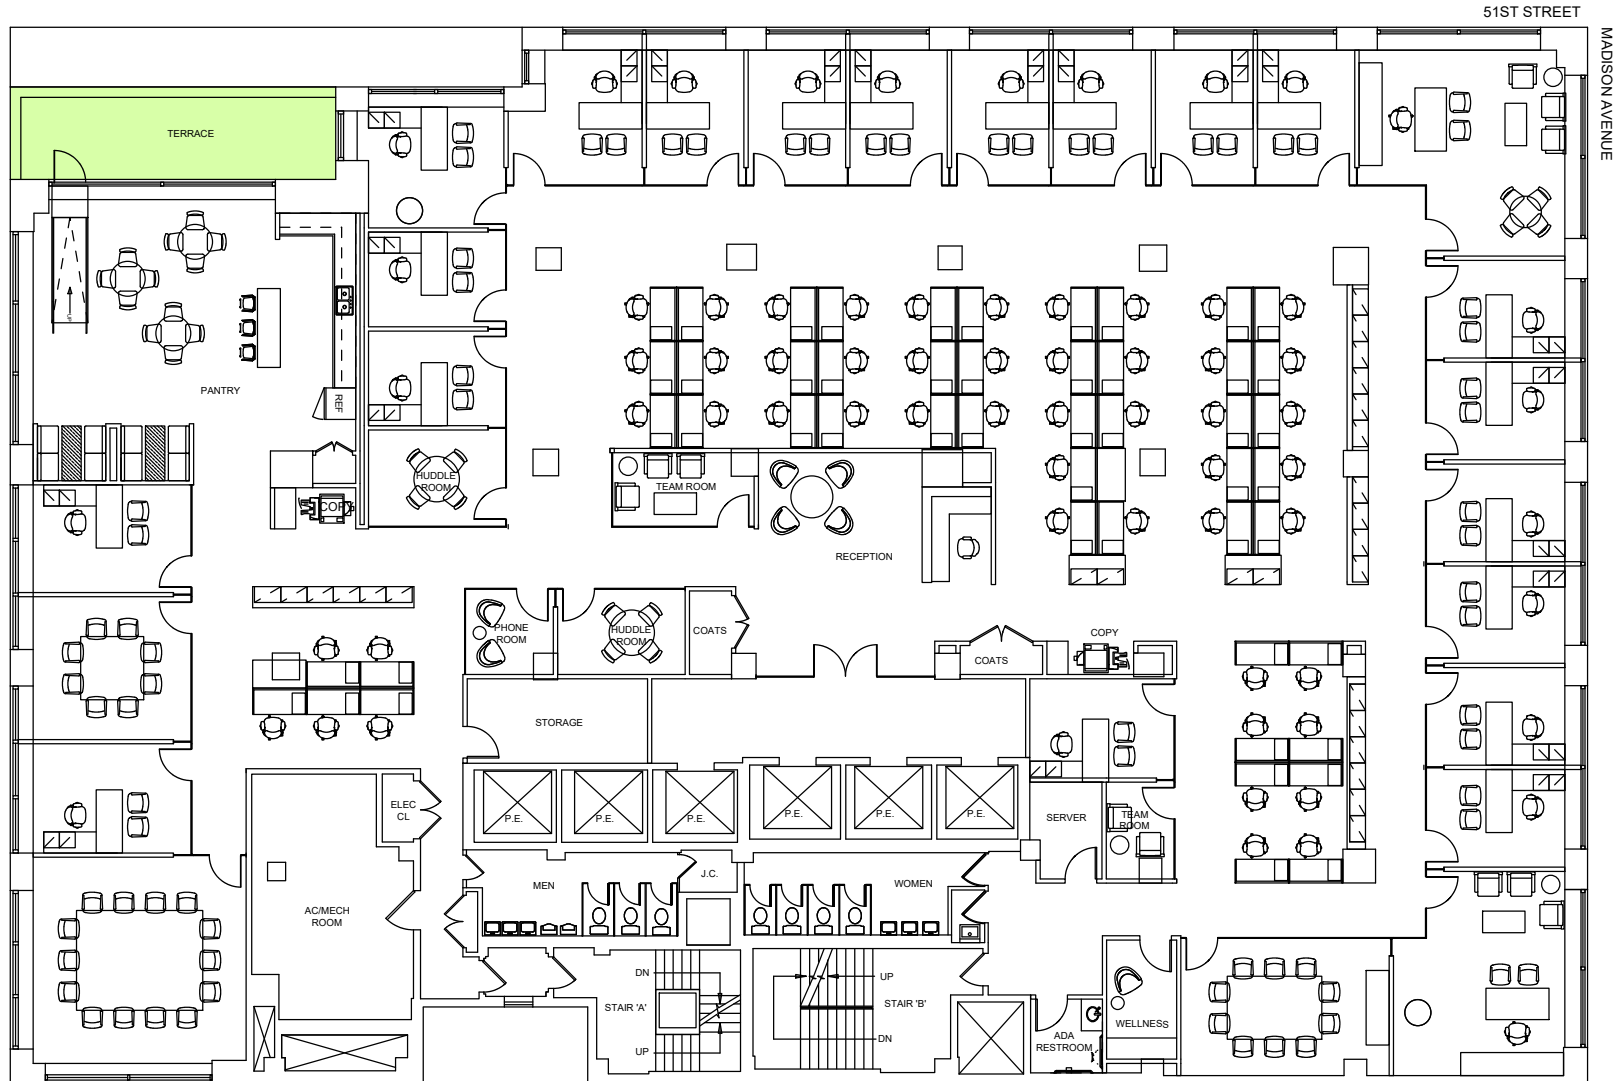 51ST STREET
MADISON AVENUE
TERRACE
UP
PANTRY
REF
HUDDLE
ROOM
COPY
TEAM ROOM
RECEPTION
PHONE
ROOM
HUDDLE
ROOM
COATS
COPY
COATS
STORAGE
ELEC
CL
P.E.
P.E.
P.E.
P.E.
P.E.
P.E.
SERVER
TEAM
ROOM
MEN
J.C.
WOMEN
AC/MECH
ROOM
DN
STAIR 'A'
UP
UP
STAIR 'B'
DN
WELLNESS
ADA
RESTROOM